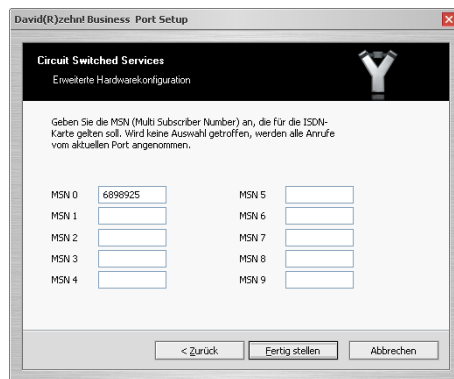 David(R)zehn! Business Port Setup
Circuit Switched Services
Erweiterte Hardwarekonfiguration
Geben Sie die MSN (Multi Subscriber Number) an, die für die ISDN-
Karte gelten soll. Wird keine Auswahl getroffen, werden alle Anrufe
vom aktuellen Port angenommen.
MSN 0 6898925 MSN 5
MSN 1 MSN 6
MSN 2 MSN 7
MSN 3 MSN 8
MSN 4 MSN 9
< Zurück Fertig stellen Abbrechen